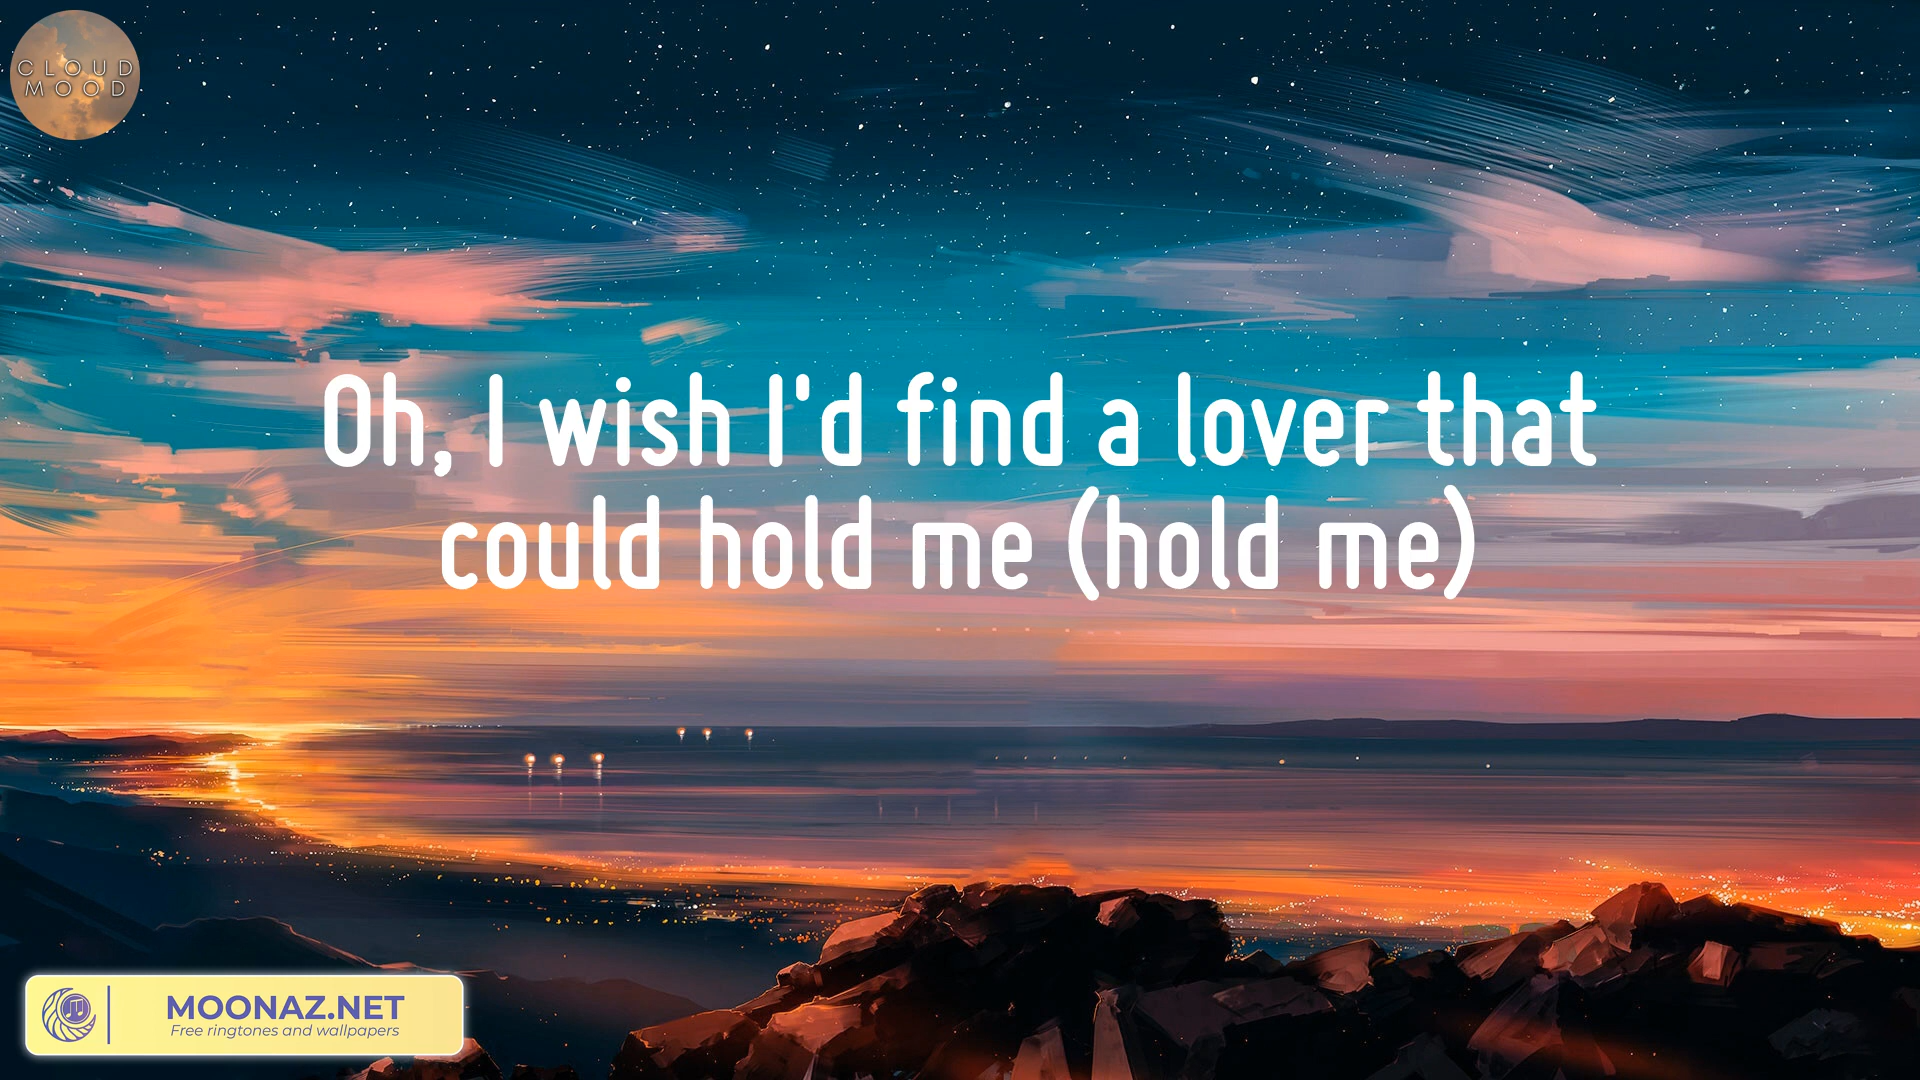 CLOUD
MOOD
Oh, I wish I'd find a lover that
could hold me (hold me)
MOONAZ.NET
Free ringtones and wallpapers